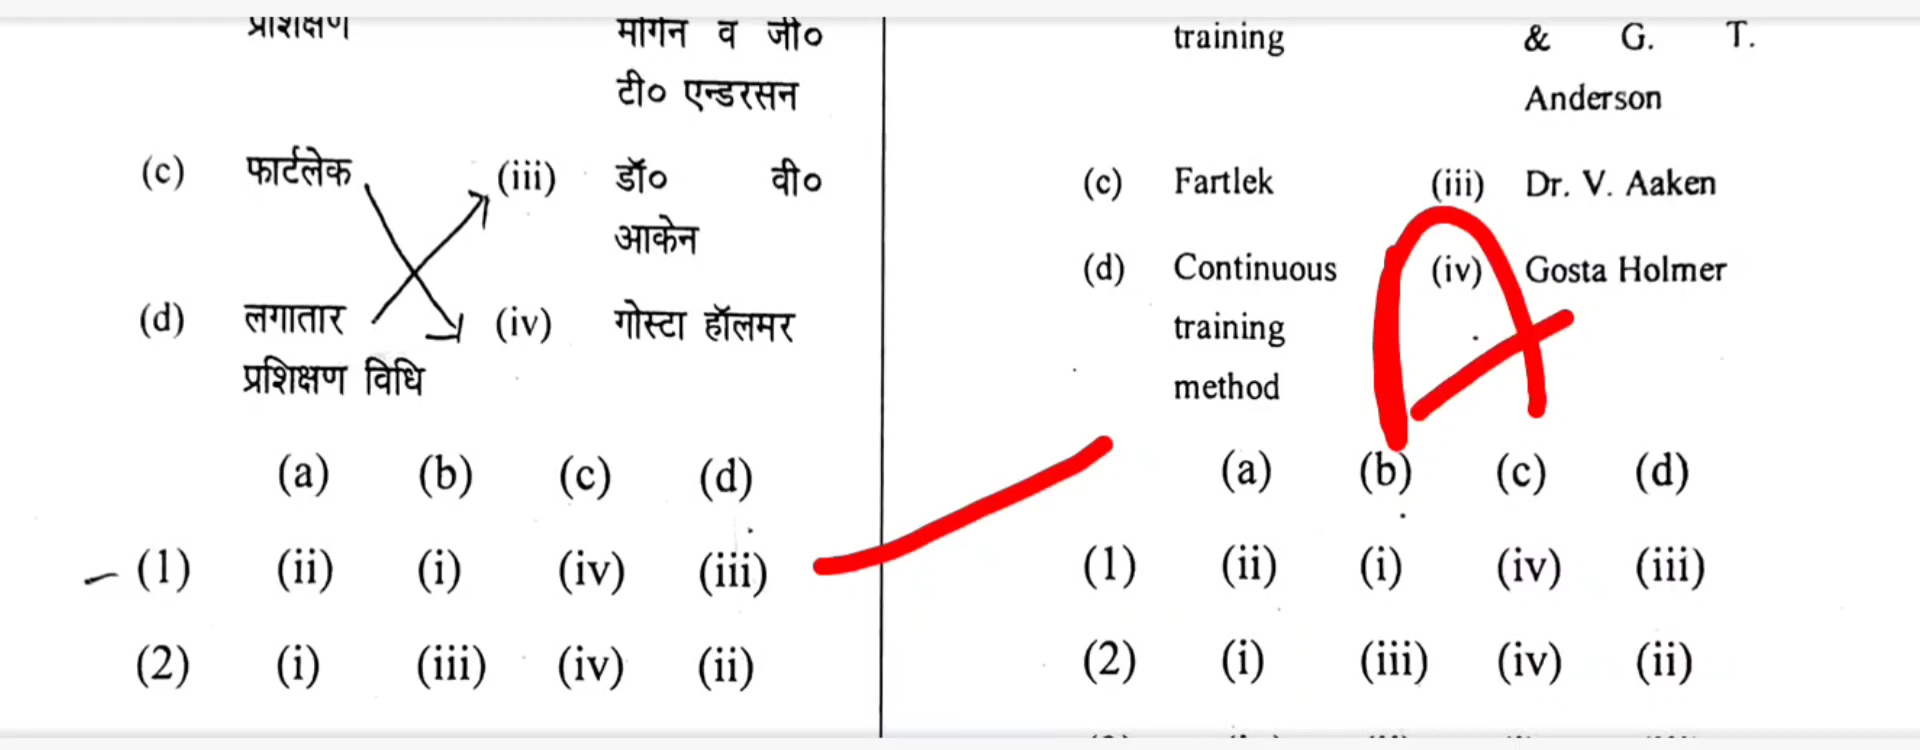 प्रशिक्षण
मॉर्गन व जी०
टी० एन्डरसन
(c) फार्टलेक (iii) डॉ० वी०
आकेन
(d) लगातार (iv) गोस्टा हॉलमर
प्रशिक्षण विधि
(a) (b) (c) (d)
(1) (ii) (i) (iv) (iii)
(2) (i) (iii) (iv) (ii)
training & G. T.
Anderson
(c) Fartlek (iii) Dr. V. Aaken
(d) Continuous (iv) Gosta Holmer
training
method
A
(a) (b) (c) (d)
(1) (ii) (i) (iv) (iii)
(2) (i) (iii) (iv) (ii)